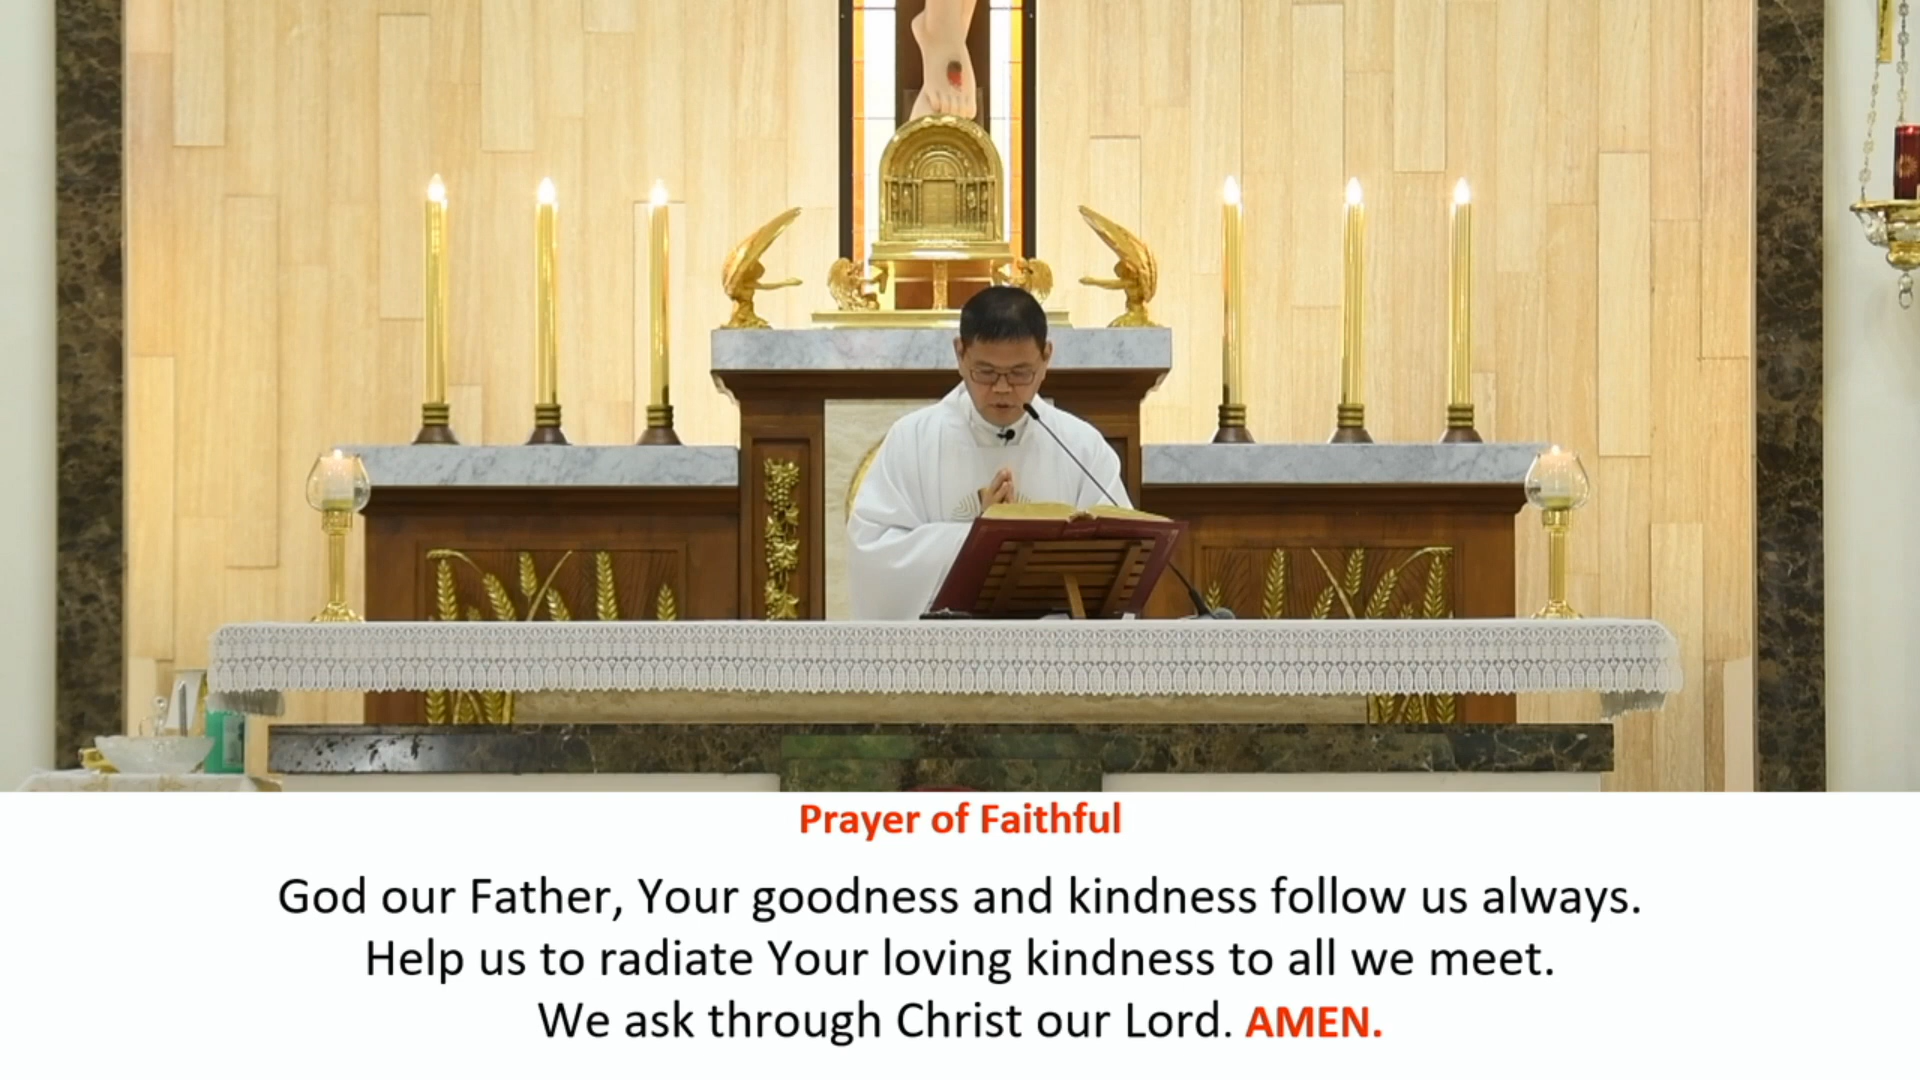 Prayer of Faithful
God our Father, Your goodness and kindness follow us always.
Help us to radiate Your loving kindness to all we meet.
We ask through Christ our Lord. AMEN.